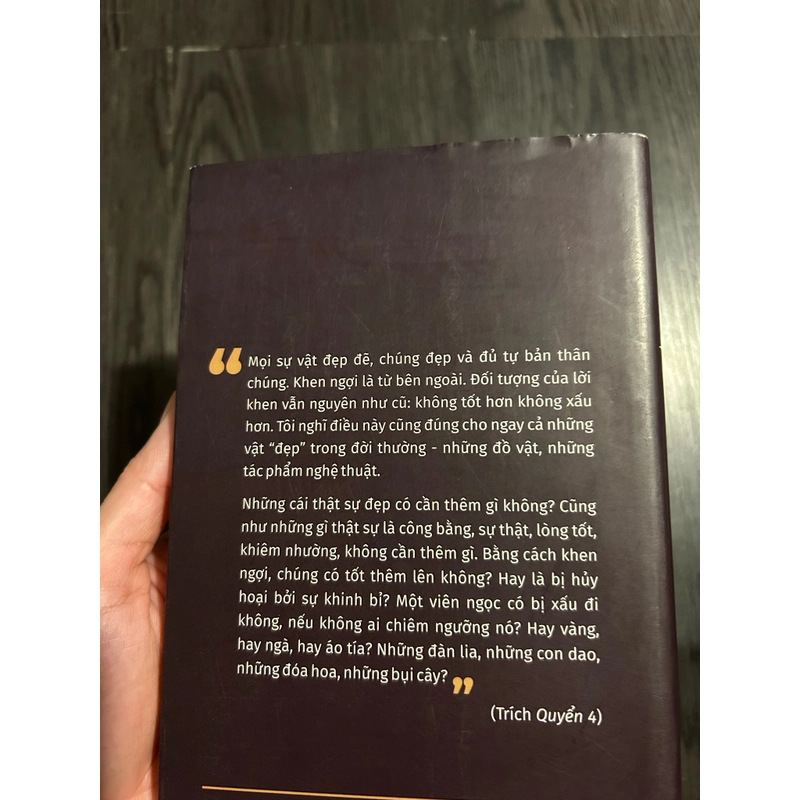 “ Mọi sự vật đẹp đẽ, chúng đẹp và đủ tự bản thân
chúng. Khen ngợi là từ bên ngoài. Đối tượng của lời
khen vẫn nguyên như cũ: không tốt hơn không xấu
hơn. Tôi nghĩ điều này cũng đúng cho ngay cả những
vật “đẹp” trong đời thường - những đồ vật, những
tác phẩm nghệ thuật.
Những cái thật sự đẹp có cần thêm gì không? Cũng
như những gì thật sự là công bằng, sự thật, lòng tốt,
khiêm nhường, không cần thêm gì. Bằng cách khen
ngợi, chúng có tốt thêm lên không? Hay là bị hủy
hoại bởi sự khinh bỉ? Một viên ngọc có bị xấu đi
không, nếu không ai chiêm ngưỡng nó? Hay vàng,
hay ngà, hay áo tía? Những đàn lia, những con dao,
những đóa hoa, những bụi cây? ”
(Trích Quyển 4)